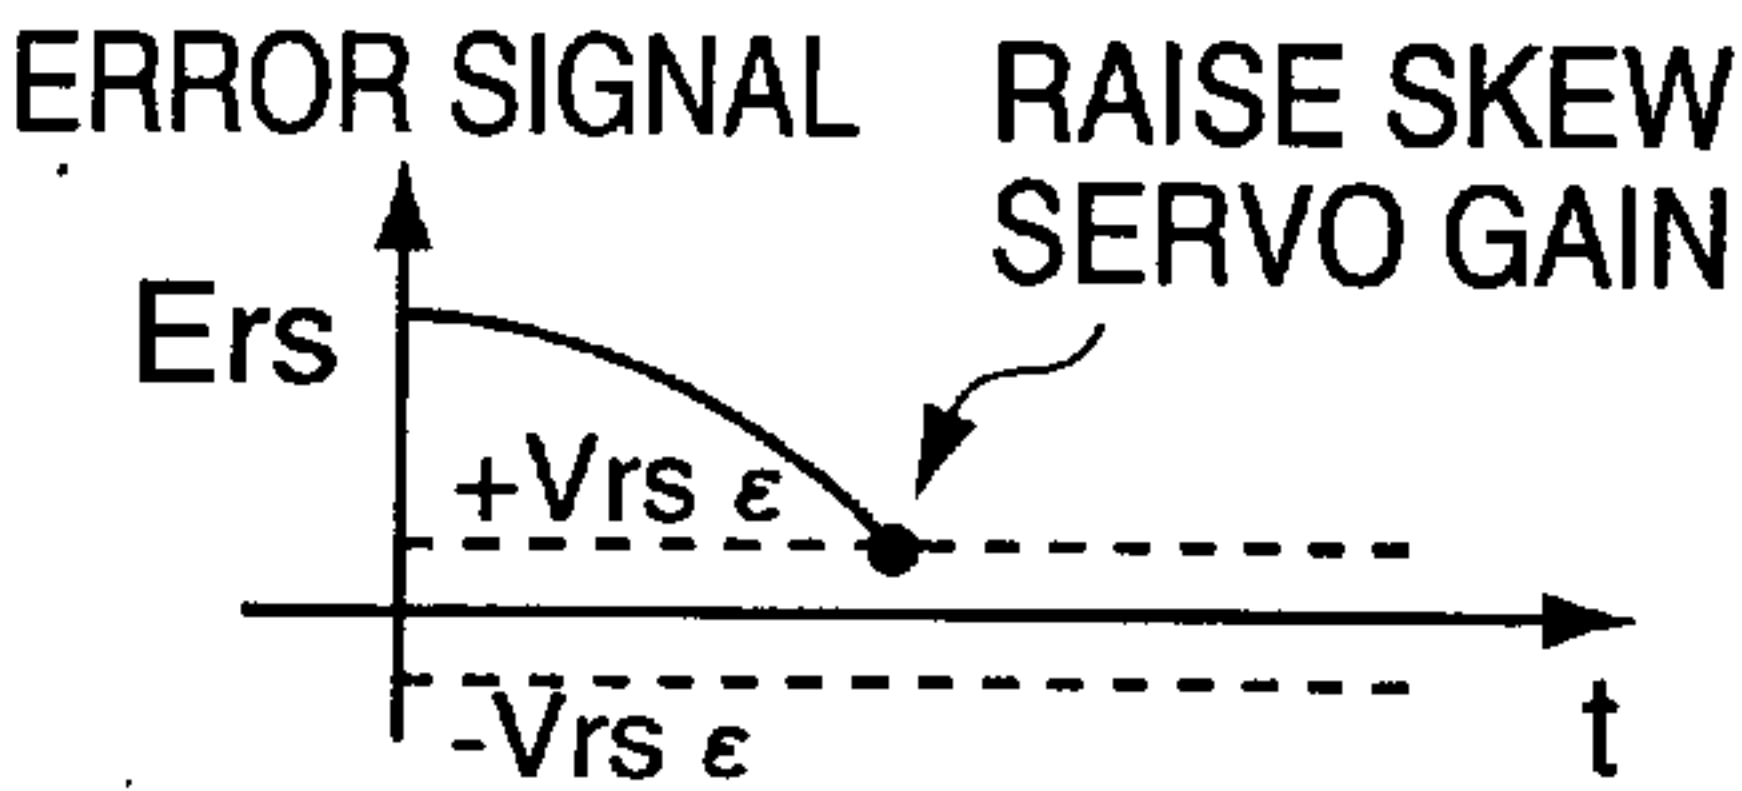 ERROR SIGNAL
RAISE SKEW
SERVO GAIN
Ers
+Vrs ε
-Vrs ε
t